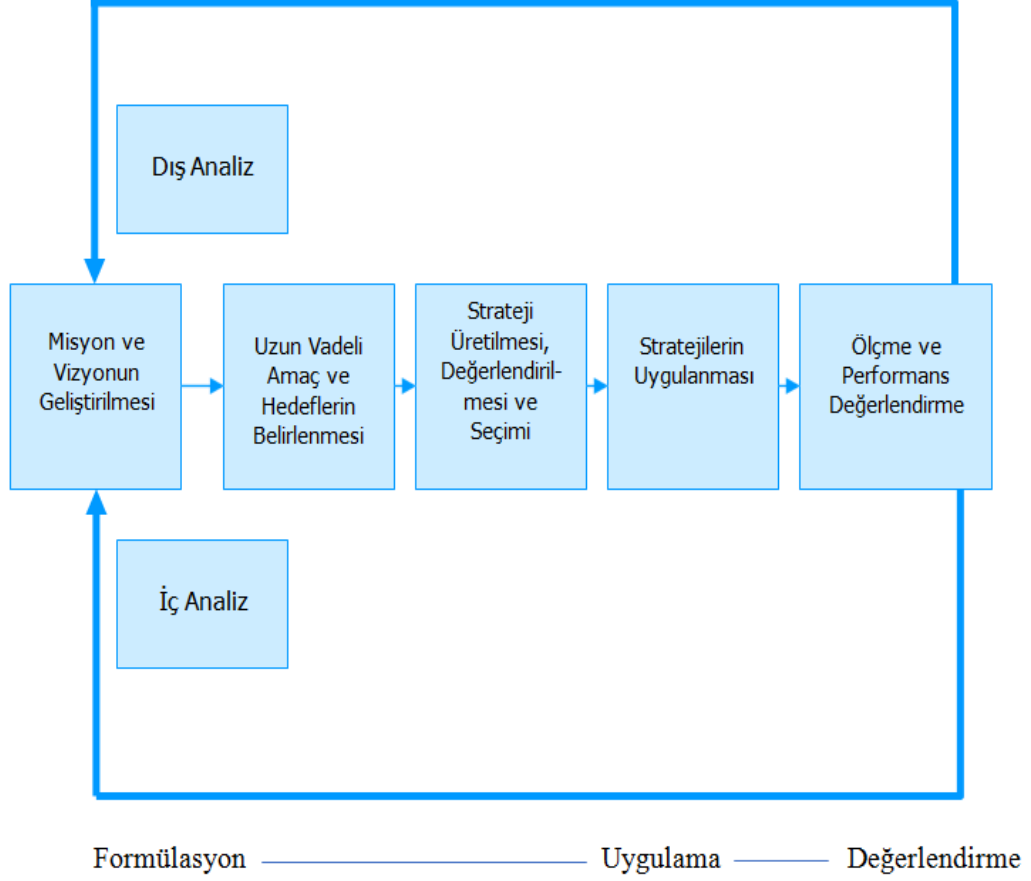 Dış Analiz
Misyon ve
Vizyonun
Geliştirilmesi
Uzun Vadeli
Amaç ve
Hedeflerin
Belirlenmesi
Strateji
Üretilmesi,
Değerlendiril-
mesi ve
Seçimi
Stratejilerin
Uygulanması
Ölçme ve
Performans
Değerlendirme
İç Analiz
Formülasyon Uygulama Değerlendirme